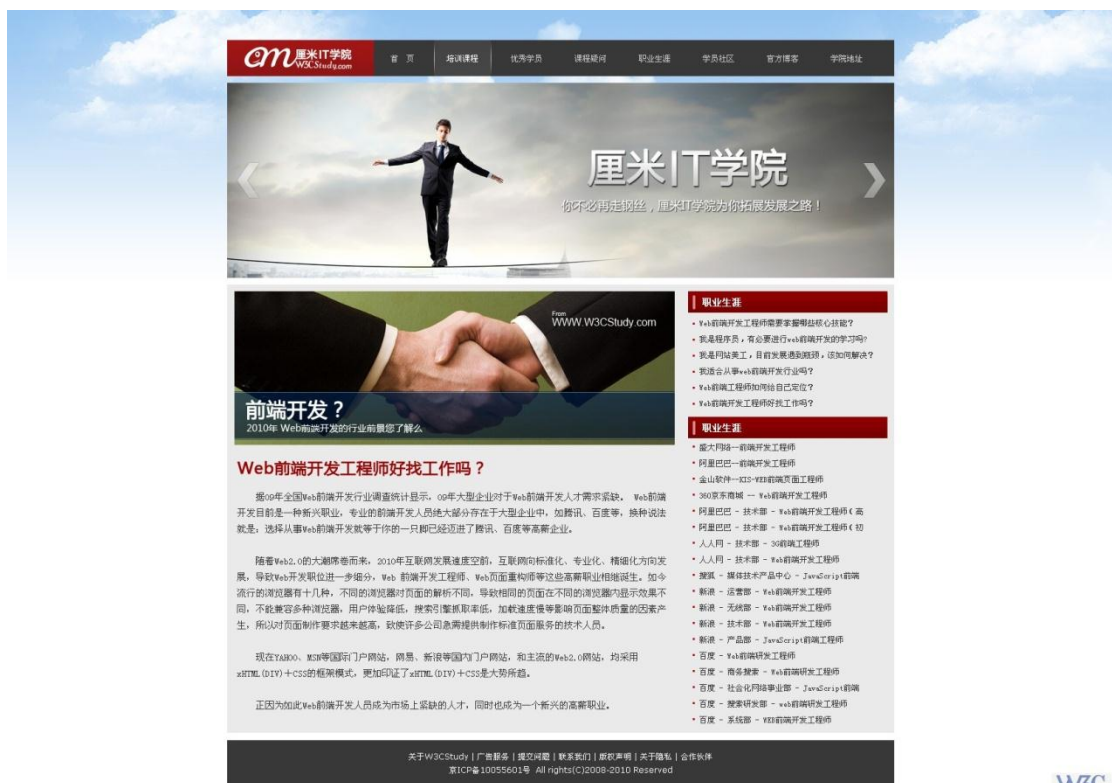 厘米IT学院
W3CStudy.com
首 页 培训课程 优秀学员 课程疑问 职业生涯 学员社区 官方博客 学院地址
厘米IT学院
你不必再走钢丝，厘米IT学院为你拓展发展之路！
From
WWW.W3CStudy.com
前端开发？
2010年 Web前端开发的行业前景您了解么
Web前端开发工程师好找工作吗？
据09年全国Web前端开发行业调查统计显示，09年大型企业对于Web前端开发人才需求紧缺。 Web前端
开发目前是一种新兴职业，专业的前端开发人员绝大部分存在于大型企业中，如腾讯、百度等，换种说法
就是：选择从事Web前端开发就等于你的一只脚已经迈进了腾讯、百度等高薪企业。
随着Web2.0的大潮席卷而来，2010年互联网发展速度空前，互联网向标准化、专业化、精细化方向发
展，导致Web开发职位进一步细分，Web 前端开发工程师、Web页面重构师等这些高薪职业相继诞生。如今
流行的浏览器有十几种，不同的浏览器对页面的解析不同，导致相同的页面在不同的浏览器内显示效果不
同，不能兼容多种浏览器，用户体验降低，搜索引擎抓取率低，加载速度慢等影响页面整体质量的因素产
生，所以对页面制作要求越来越高，致使许多公司急需提供制作标准页面服务的技术人员。
现在YAHOO、MSN等国际门户网站，网易、新浪等国内门户网站，和主流的Web2.0网站，均采用
xHTML(DIV)＋CSS的框架模式，更加印证了xHTML(DIV)＋CSS是大势所趋。
正因为如此Web前端开发人员成为市场上紧缺的人才，同时也成为一个新兴的高薪职业。
职业生涯
Web前端开发工程师需要掌握哪些核心技能？
我是程序员，有必要进行web前端开发的学习吗?
我是网站美工，目前发展遇到瓶颈，该如何解决？
我适合从事web前端开发行业吗？
Web前端工程师如何给自己定位？
Web前端开发工程师好找工作吗？
职业生涯
盛大网络--前端开发工程师
阿里巴巴--前端开发工程师
金山软件--KIS-WEB前端页面工程师
360京东商城 -- Web前端开发工程师
阿里巴巴 - 技术部 - Web前端开发工程师（高
阿里巴巴 - 技术部 - Web前端开发工程师（初
人人网 - 技术部 - 3G前端工程师
人人网 - 技术部 - Web前端开发工程师
搜狐 - 媒体技术产品中心 - JavaScript前端
新浪 - 运营部 - Web前端开发工程师
新浪 - 无线部 - Web前端开发工程师
新浪 - 技术部 - Web前端开发工程师
新浪 - 产品部 - JavaScript前端工程师
百度 - Web前端研发工程师
百度 - 商务搜索 - Web前端研发工程师
百度 - 社会化网络事业部 - JavaScript前端
百度 - 搜索研发部 - web前端研发工程师
百度 - 系统部 - WEB前端开发工程师
关于W3CStudy | 广告服务 | 提交问题 | 联系我们 | 版权声明 | 关于隐私 | 合作伙伴
京ICP备10055601号 All rights(C)2008-2010 Reserved